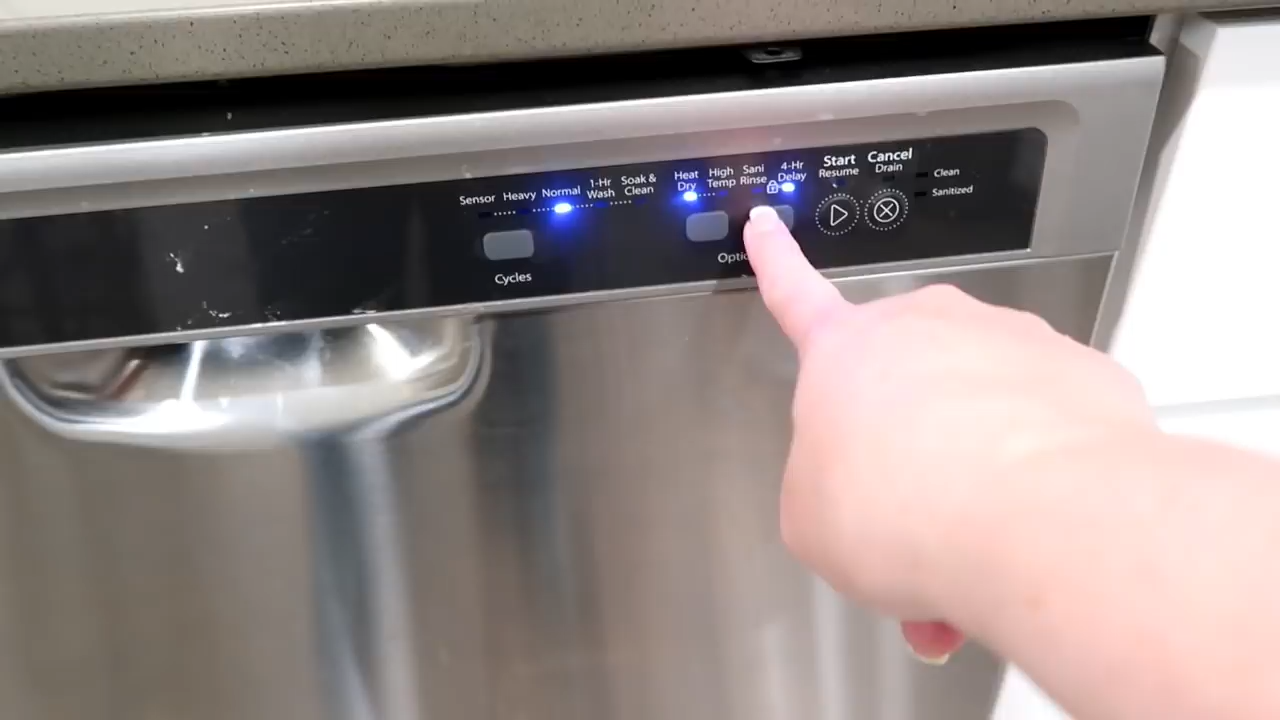 Sensor
Heavy
Normal
1-Hr
Wash
Soak &
Clean
Heat
Dry
High
Temp
Sani
Rinse
4-Hr
Delay
Start
Resume
Cancel
Drain
Clean
Sanitized
Cycles